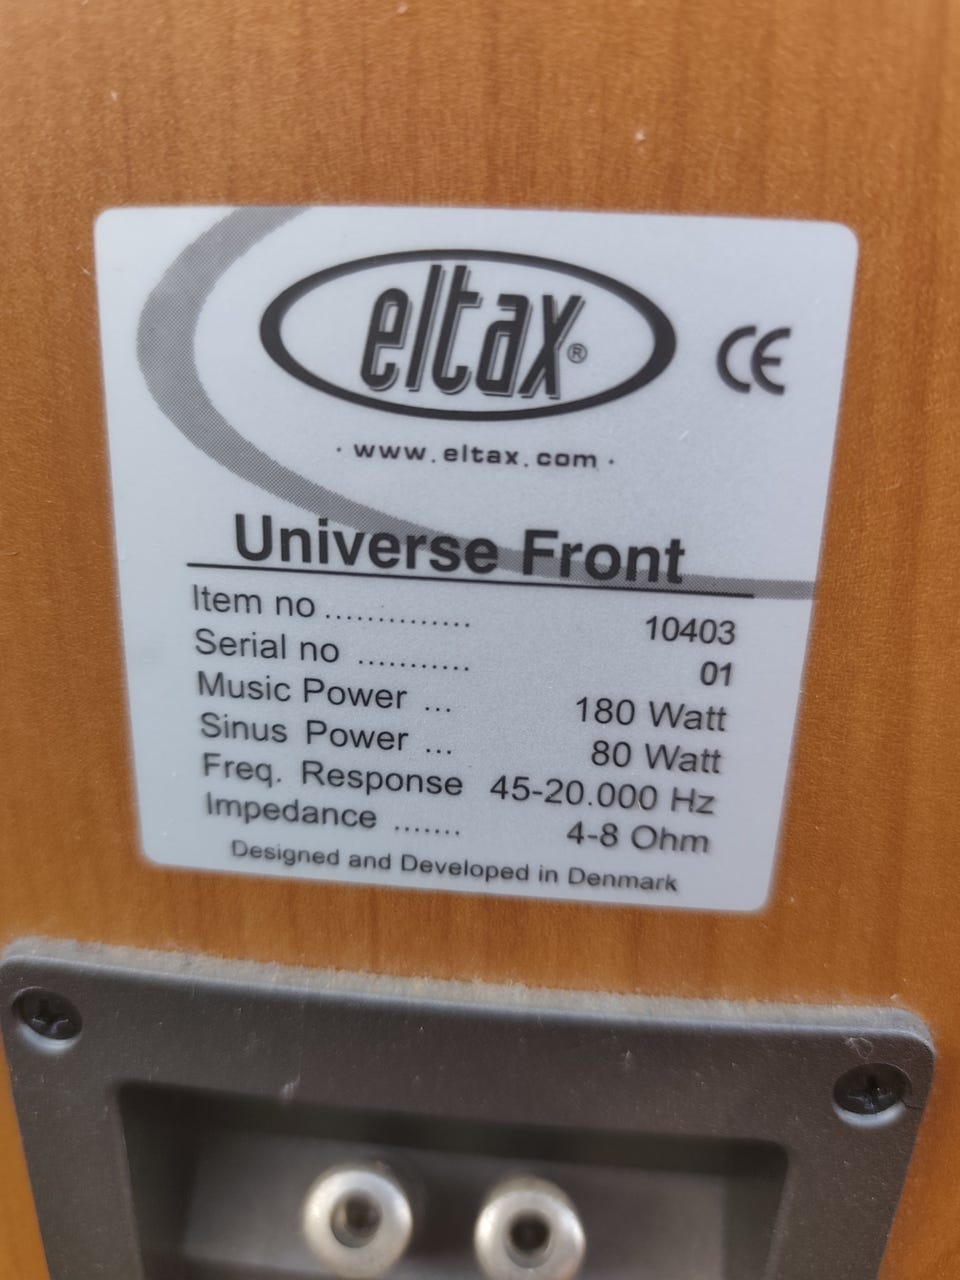 eltax®
CE
· www.eltax.com ·
Universe Front
Item no .............. 10403
Serial no ........... 01
Music Power ... 180 Watt
Sinus Power ... 80 Watt
Freq. Response 45-20.000 Hz
Impedance ....... 4-8 Ohm
Designed and Developed in Denmark